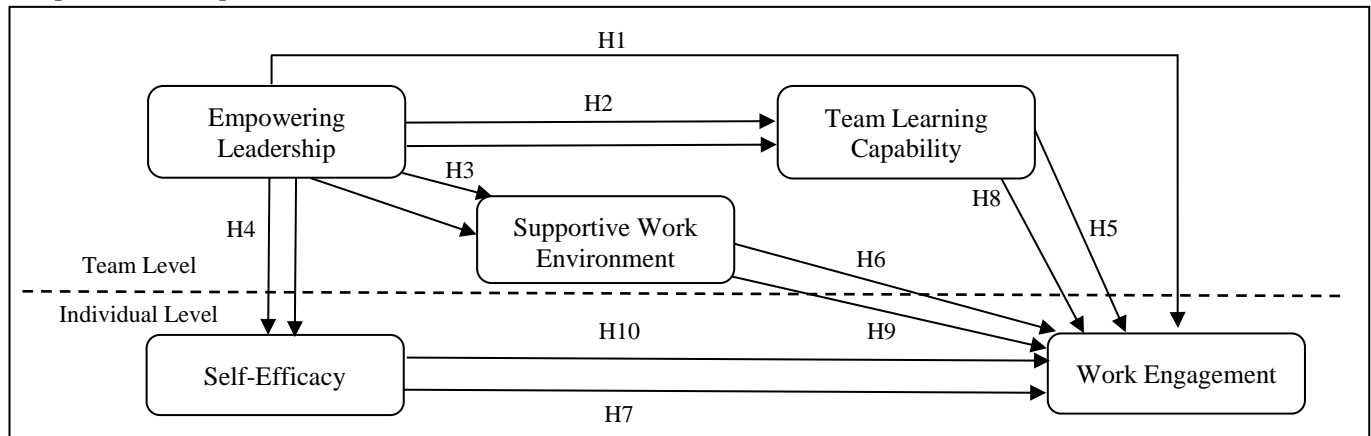 H1
Empowering
Leadership
H2
Team Learning
Capability
H3
H4
Supportive Work
Environment
H8
H5
H6
Team Level
Individual Level
H10
H9
Self-Efficacy
Work Engagement
H7